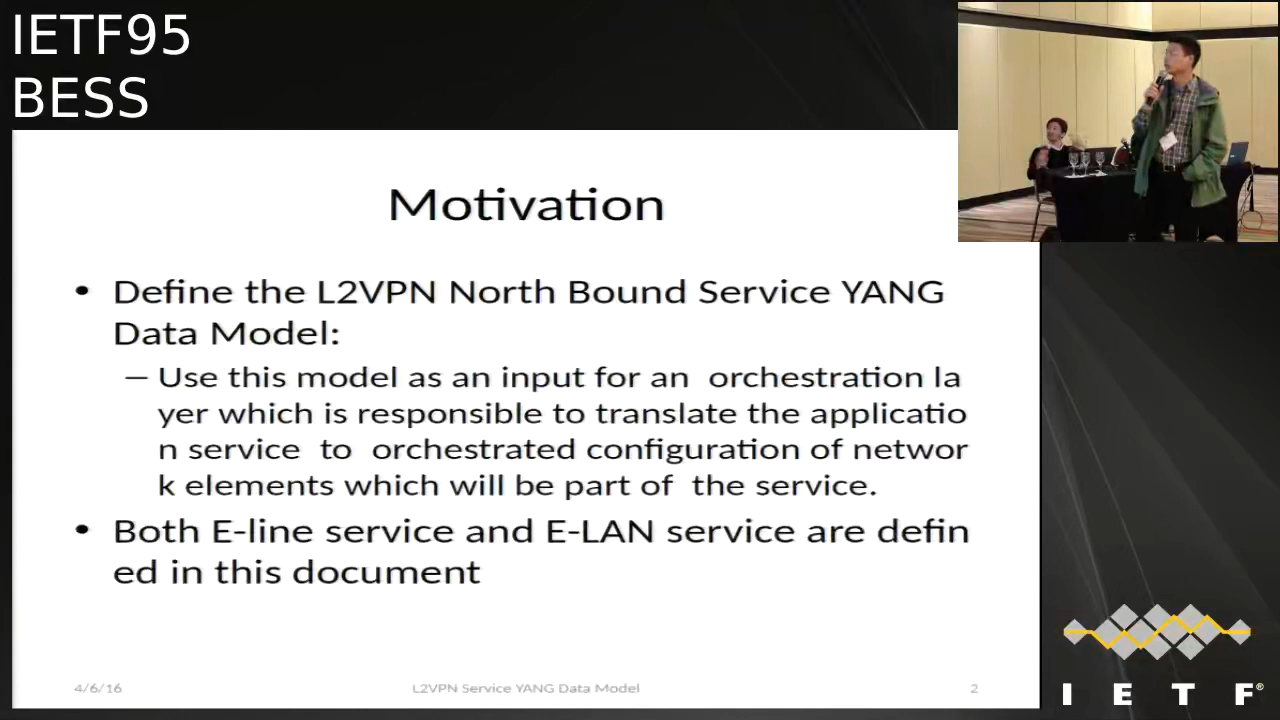 IETF95
BESS
Motivation
• Define the L2VPN North Bound Service YANG
Data Model:
– Use this model as an input for an  orchestration la
yer which is responsible to translate the applicatio
n service  to  orchestrated configuration of networ
k elements which will be part of  the service.
• Both E-line service and E-LAN service are defin
ed in this document
4/6/16
L2VPN Service YANG Data Model
2
I E T F®